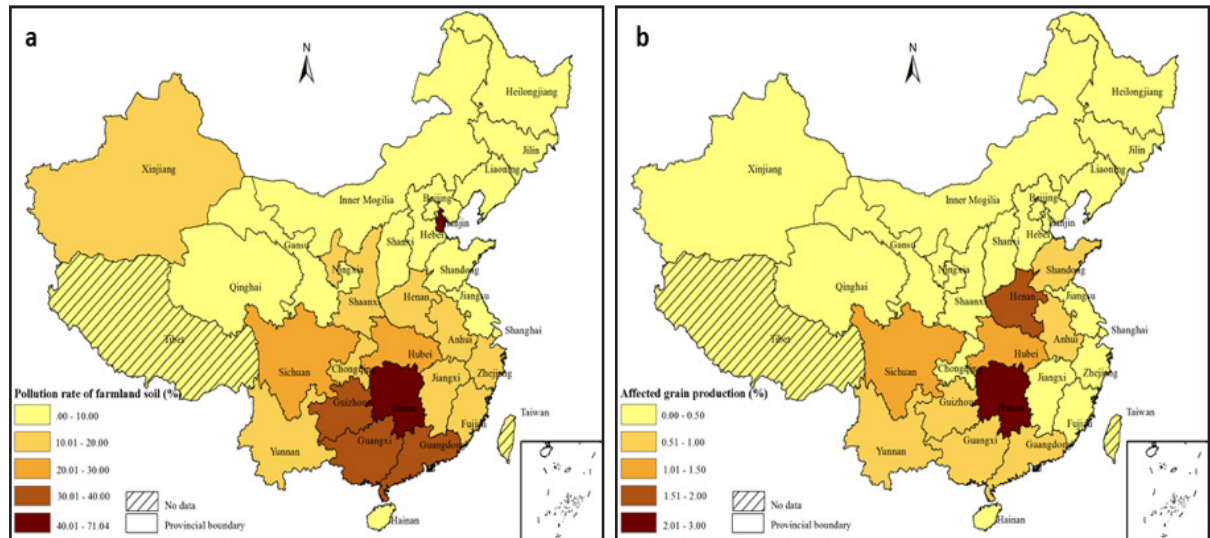 a
N
Heilongjiang
Jilin
Liaoning
Xinjiang
Inner Mogilia
Beijing
Tianjin
Hebei
Gansu
Shanxi
Ningxia
Shandong
Qinghai
Shaanxi
Henan
Jiangsu
Shanghai
Tibet
Anhui
Hubei
Chongqing
Sichuan
Zhejiang
Jiangxi
Hunan
Guizhou
Fujian
Guangxi
Guangdong
Yunnan
Taiwan
Hainan
Pollution rate of farmland soil (%)
.00 - 10.00
10.01 - 20.00
20.01 - 30.00
30.01 - 40.00
40.01 - 71.04
No data
Provincial boundary
b
N
Heilongjiang
Jilin
Liaoning
Xinjiang
Inner Mogilia
Beijing
Tianjin
Hebei
Gansu
Shanxi
Ningxia
Shandong
Qinghai
Shaanxi
Henan
Jiangsu
Shanghai
Tibet
Anhui
Hubei
Chongqing
Sichuan
Zhejiang
Jiangxi
Hunan
Guizhou
Fujian
Guangxi
Guangdong
Yunnan
Taiwan
Hainan
Affected grain production (%)
0.00 - 0.50
0.51 - 1.00
1.01 - 1.50
1.51 - 2.00
2.01 - 3.00
No data
Provincial boundary